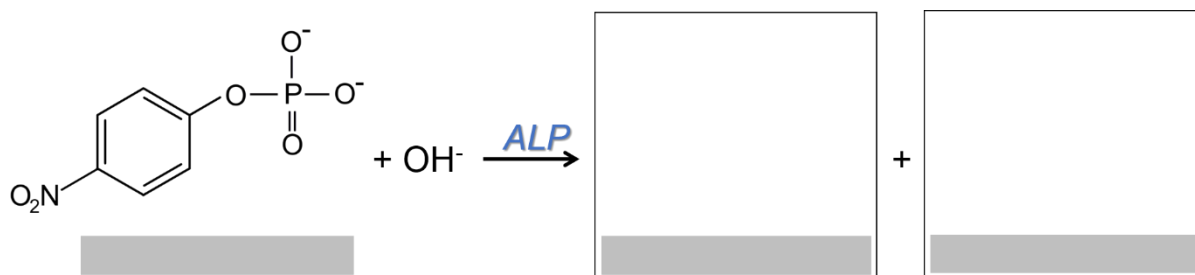 O⁻
O P O⁻
O
O₂N
+ OH⁻ ALP +